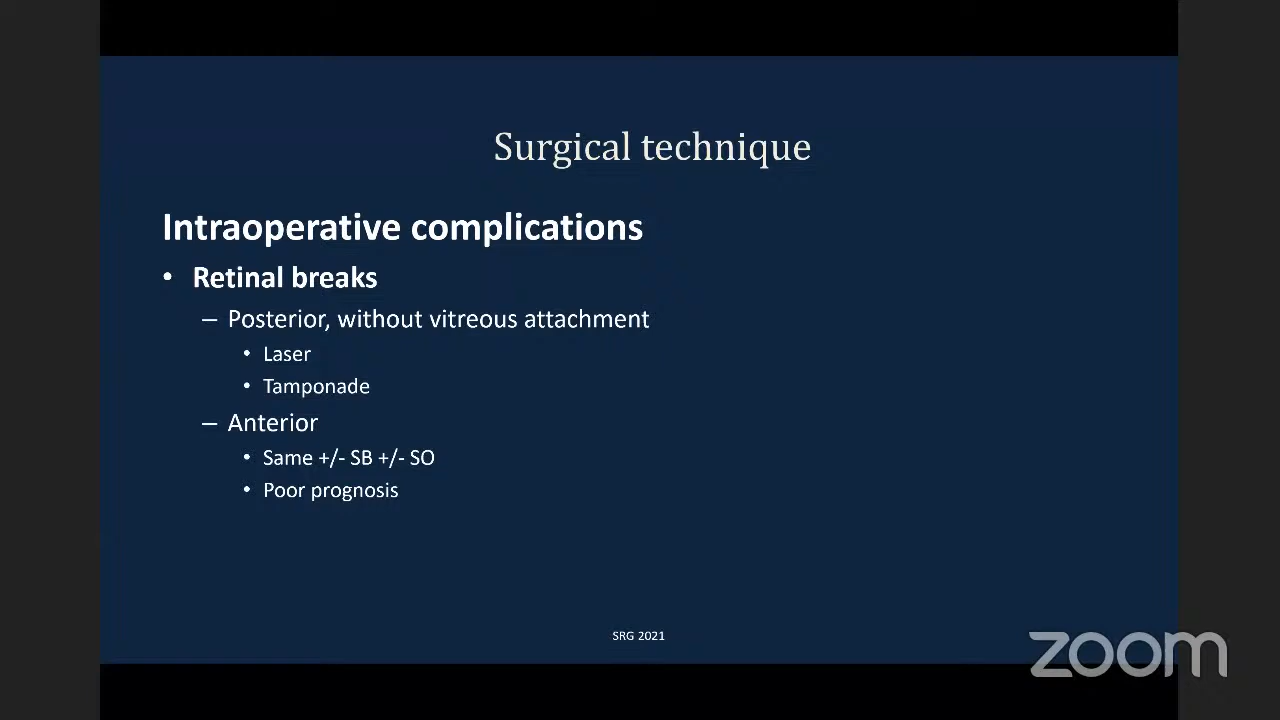 Surgical technique
Intraoperative complications
• Retinal breaks
– Posterior, without vitreous attachment
• Laser
• Tamponade
– Anterior
• Same +/- SB +/- SO
• Poor prognosis
SRG 2021
zoom